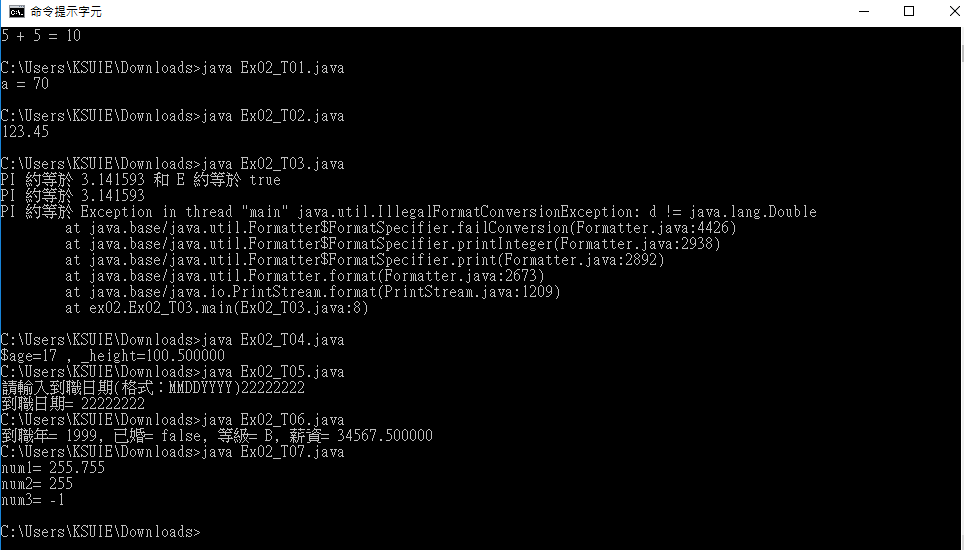 命令提示字元
5 + 5 = 10
C:\Users\KSUIE\Downloads>java Ex02_T01.java
a = 70
C:\Users\KSUIE\Downloads>java Ex02_T02.java
123.45
C:\Users\KSUIE\Downloads>java Ex02_T03.java
PI 約等於 3.141593 和 E 約等於 true
PI 約等於 3.141593
PI 約等於 Exception in thread "main" java.util.IllegalFormatConversionException: d != java.lang.Double
at java.base/java.util.Formatter$FormatSpecifier.failConversion(Formatter.java:4426)
at java.base/java.util.Formatter$FormatSpecifier.printInteger(Formatter.java:2938)
at java.base/java.util.Formatter$FormatSpecifier.print(Formatter.java:2892)
at java.base/java.util.Formatter.format(Formatter.java:2673)
at java.base/java.io.PrintStream.format(PrintStream.java:1209)
at ex02.Ex02_T03.main(Ex02_T03.java:8)
C:\Users\KSUIE\Downloads>java Ex02_T04.java
$age=17 , _height=100.500000
C:\Users\KSUIE\Downloads>java Ex02_T05.java
請輸入到職日期(格式：MMDDYYYY)22222222
到職日期= 22222222
C:\Users\KSUIE\Downloads>java Ex02_T06.java
到職年= 1999, 已婚= false, 等級= B, 薪資= 34567.500000
C:\Users\KSUIE\Downloads>java Ex02_T07.java
num1= 255.755
num2= 255
num3= -1
C:\Users\KSUIE\Downloads>